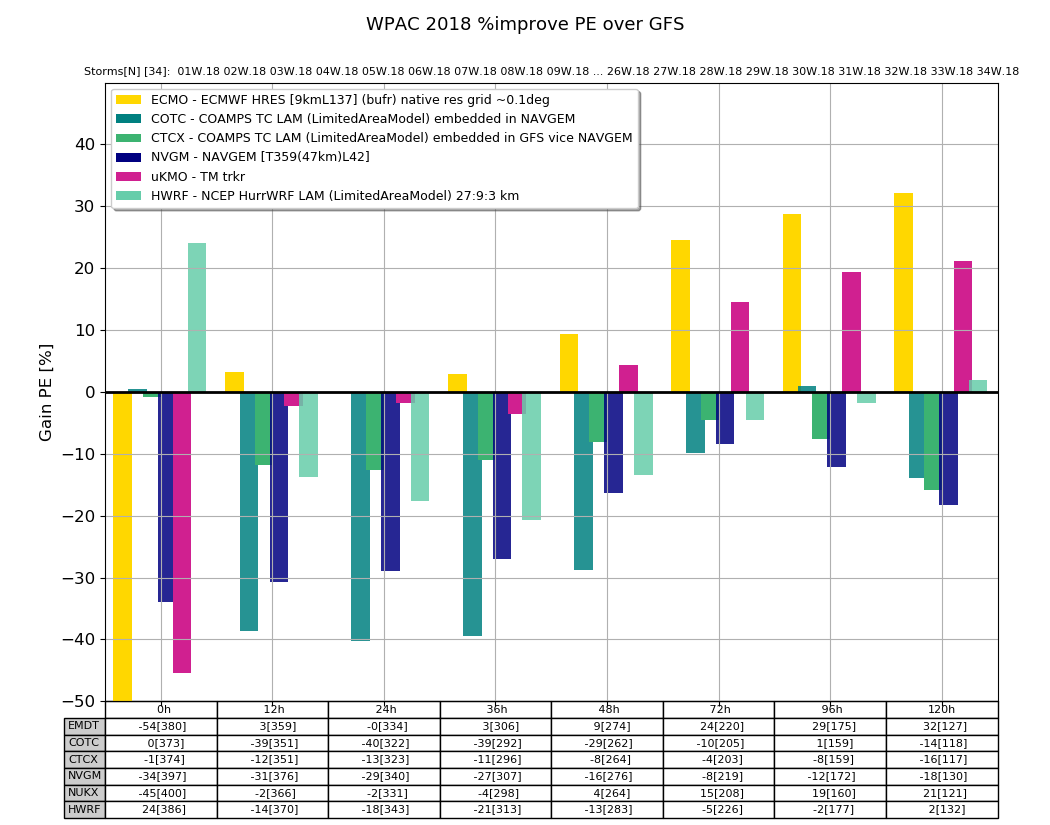 WPAC 2018 %improve PE over GFS
Storms[N] [34]: 01W.18 02W.18 03W.18 04W.18 05W.18 06W.18 07W.18 08W.18 09W.18 ... 26W.18 27W.18 28W.18 29W.18 30W.18 31W.18 32W.18 33W.18 34W.18
ECMO - ECMWF HRES [9kmL137] (bufr) native res grid ~0.1deg
COTC - COAMPS TC LAM (LimitedAreaModel) embedded in NAVGEM
CTCX - COAMPS TC LAM (LimitedAreaModel) embedded in GFS vice NAVGEM
NVGM - NAVGEM [T359(47km)L42]
uKMO - TM trkr
HWRF - NCEP HurrWRF LAM (LimitedAreaModel) 27:9:3 km
40
30
20
10
0
−10
−20
−30
−40
−50
Gain PE [%]
0h 12h 24h 36h 48h 72h 96h 120h
EMDT -54[380] 3[359] -0[334] 3[306] 9[274] 24[220] 29[175] 32[127]
COTC 0[373] -39[351] -40[322] -39[292] -29[262] -10[205] 1[159] -14[118]
CTCX -1[374] -12[351] -13[323] -11[296] -8[264] -4[203] -8[159] -16[117]
NVGM -34[397] -31[376] -29[340] -27[307] -16[276] -8[219] -12[172] -18[130]
NUKX -45[400] -2[366] -2[331] -4[298] 4[264] 15[208] 19[160] 21[121]
HWRF 24[386] -14[370] -18[343] -21[313] -13[283] -5[226] -2[177] 2[132]